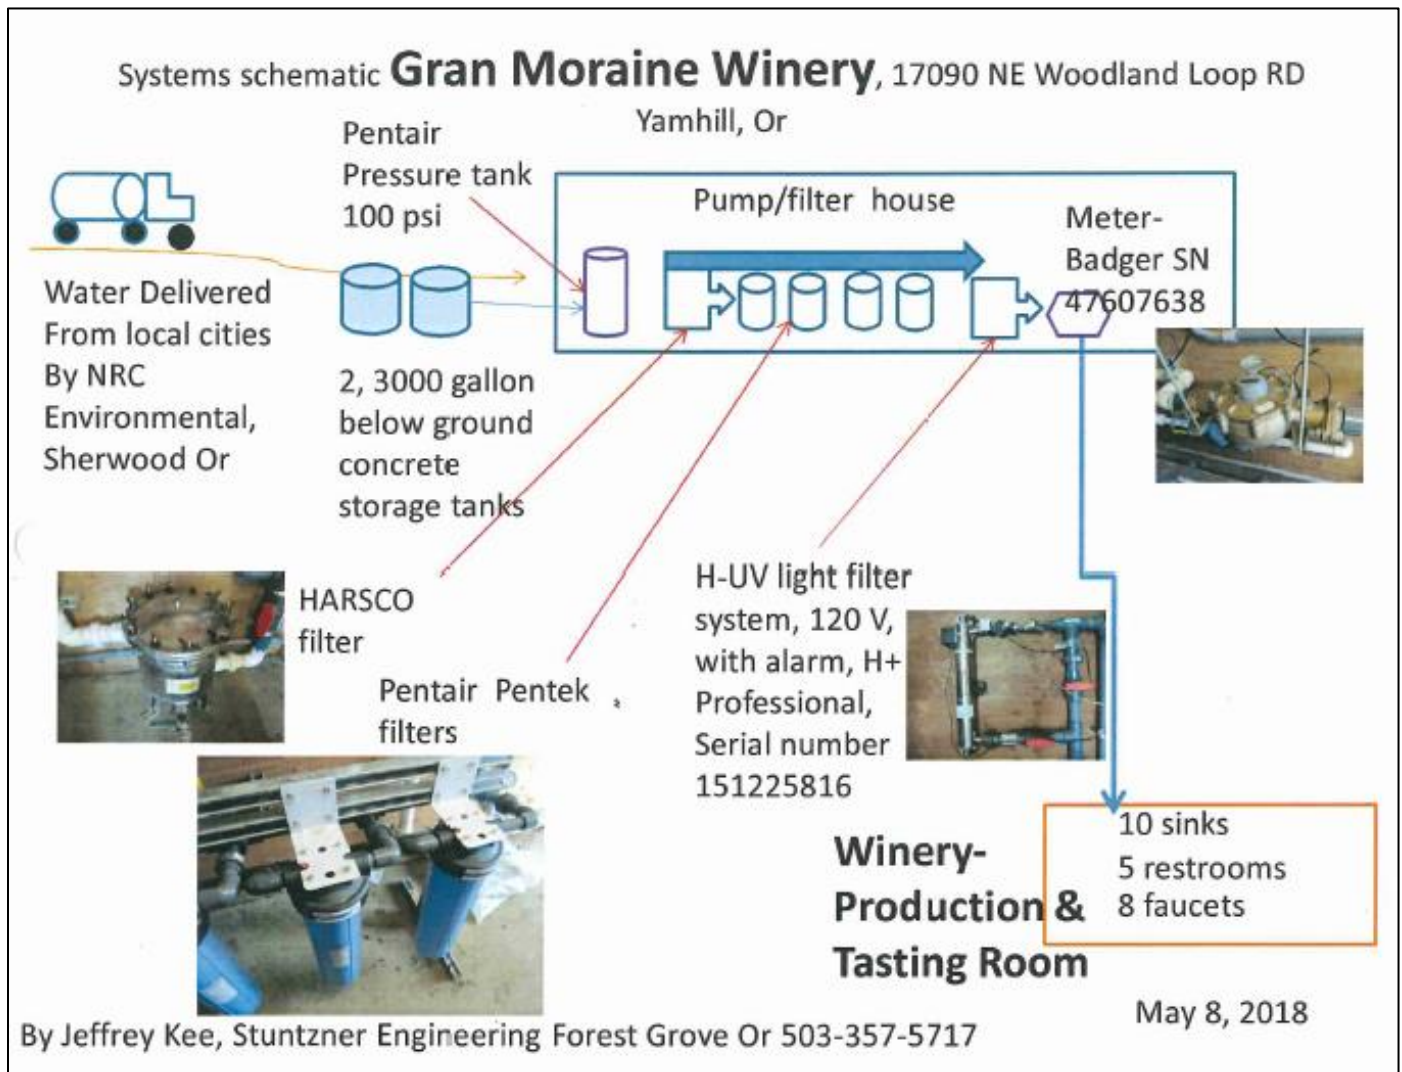 Systems schematic Gran Moraine Winery, 17090 NE Woodland Loop RD
Yamhill, Or
Pentair
Pressure tank
100 psi
Pump/filter house
Meter-
Badger SN
47607638
Water Delivered
From local cities
By NRC
Environmental,
Sherwood Or
2, 3000 gallon
below ground
concrete
storage tanks
HARSCO
filter
Pentair Pentek
filters
H-UV light filter
system, 120 V,
with alarm, H+
Professional,
Serial number
151225816
Winery-
Production &
Tasting Room
10 sinks
5 restrooms
8 faucets
May 8, 2018
By Jeffrey Kee, Stuntzner Engineering Forest Grove Or 503-357-5717